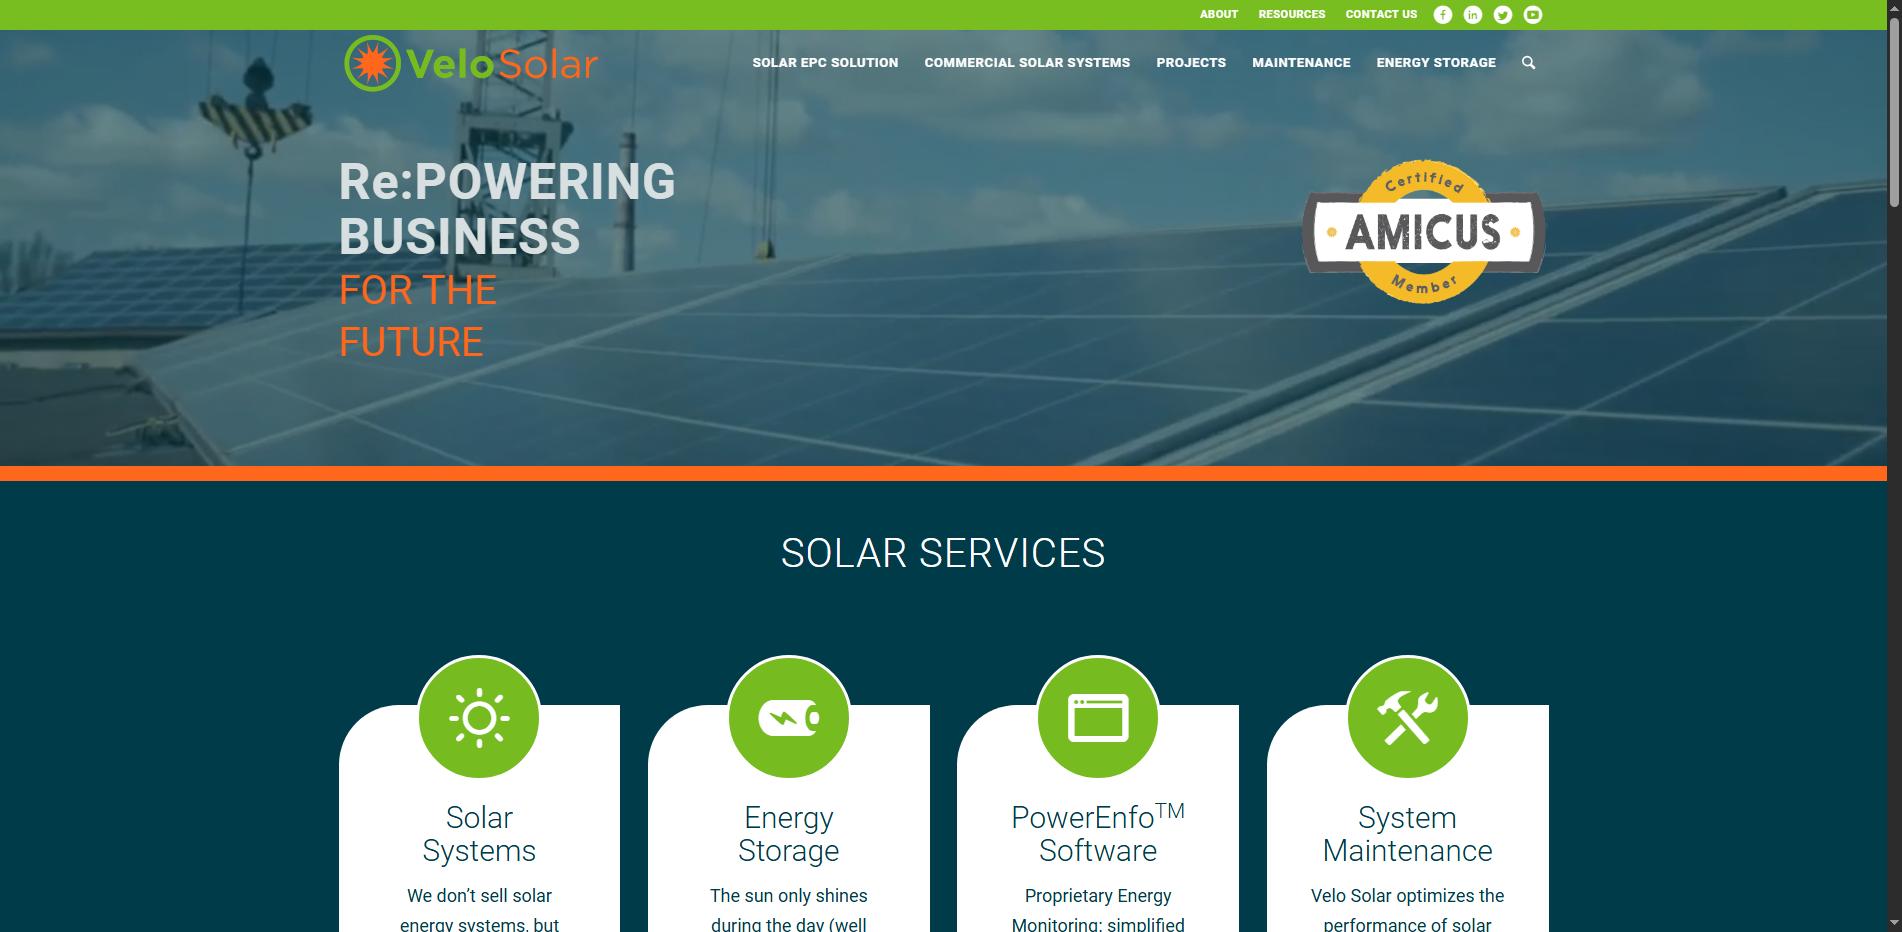 ABOUT RESOURCES CONTACT US
VeloSolar
SOLAR EPC SOLUTION COMMERCIAL SOLAR SYSTEMS PROJECTS MAINTENANCE ENERGY STORAGE
Re:POWERING
BUSINESS
FOR THE
FUTURE
Certified
AMICUS
Member
SOLAR SERVICES
Solar
Systems
We don’t sell solar
energy systems, but
Energy
Storage
The sun only shines
during the day (well
PowerEnfo™
Software
Proprietary Energy
Monitoring: simplified
System
Maintenance
Velo Solar optimizes the
performance of solar